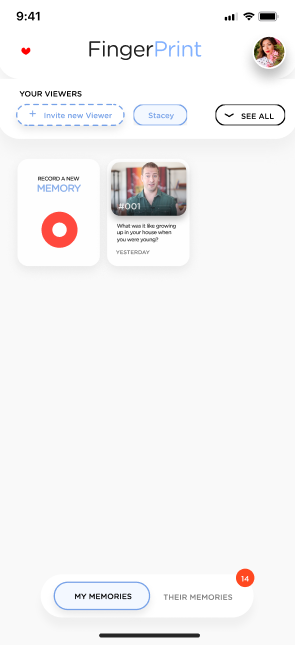 9:41
FingerPrint
YOUR VIEWERS
+ Invite new Viewer
Stacey
SEE ALL
RECORD A NEW
MEMORY
#001
What was it like growing
up in your house when
you were young?
YESTERDAY
14
MY MEMORIES
THEIR MEMORIES